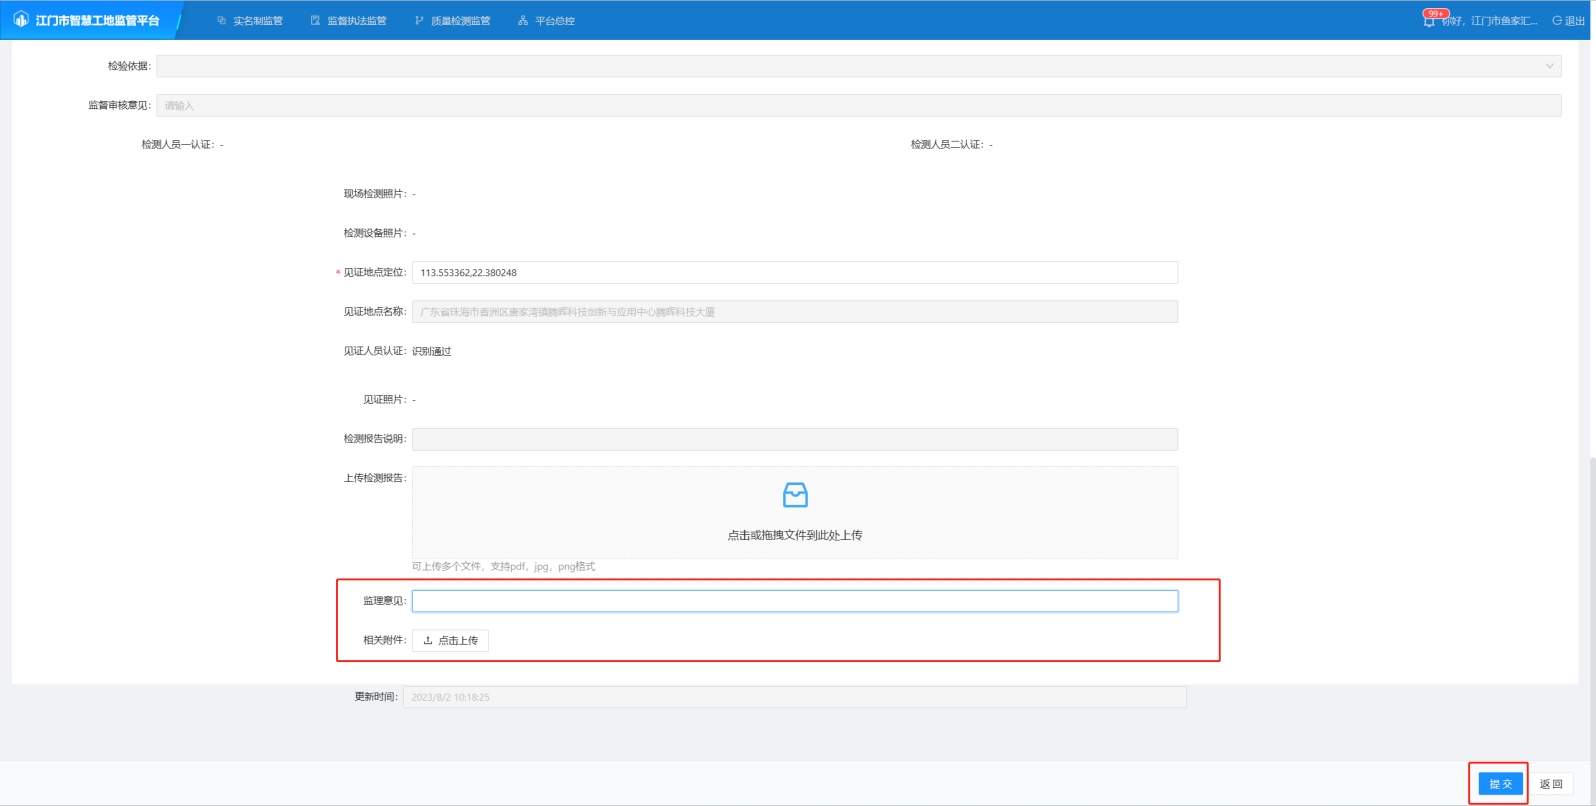 江门市智慧工地监管平台 实名制监管 监督执法监管 质量检测监管 平台总控 99+ 你好，江门市鱼家汇... 退出
检验依据：
监督审核意见： 请输入
检测人员一认证： - 检测人员二认证： -
现场检测照片： -
检测设备照片： -
* 见证地点定位： 113.553362,22.380248
见证地点名称： 广东省珠海市香洲区唐家湾镇腾晖科技创新与应用中心腾晖科技大厦
见证人员认证： 识别通过
见证照片： -
检测报告说明：
上传检测报告：
点击或拖拽文件到此处上传
可上传多个文件，支持pdf，jpg，png格式
监理意见：
相关附件： 点击上传
更新时间： 2023/8/2 10:18:25
提交 返回